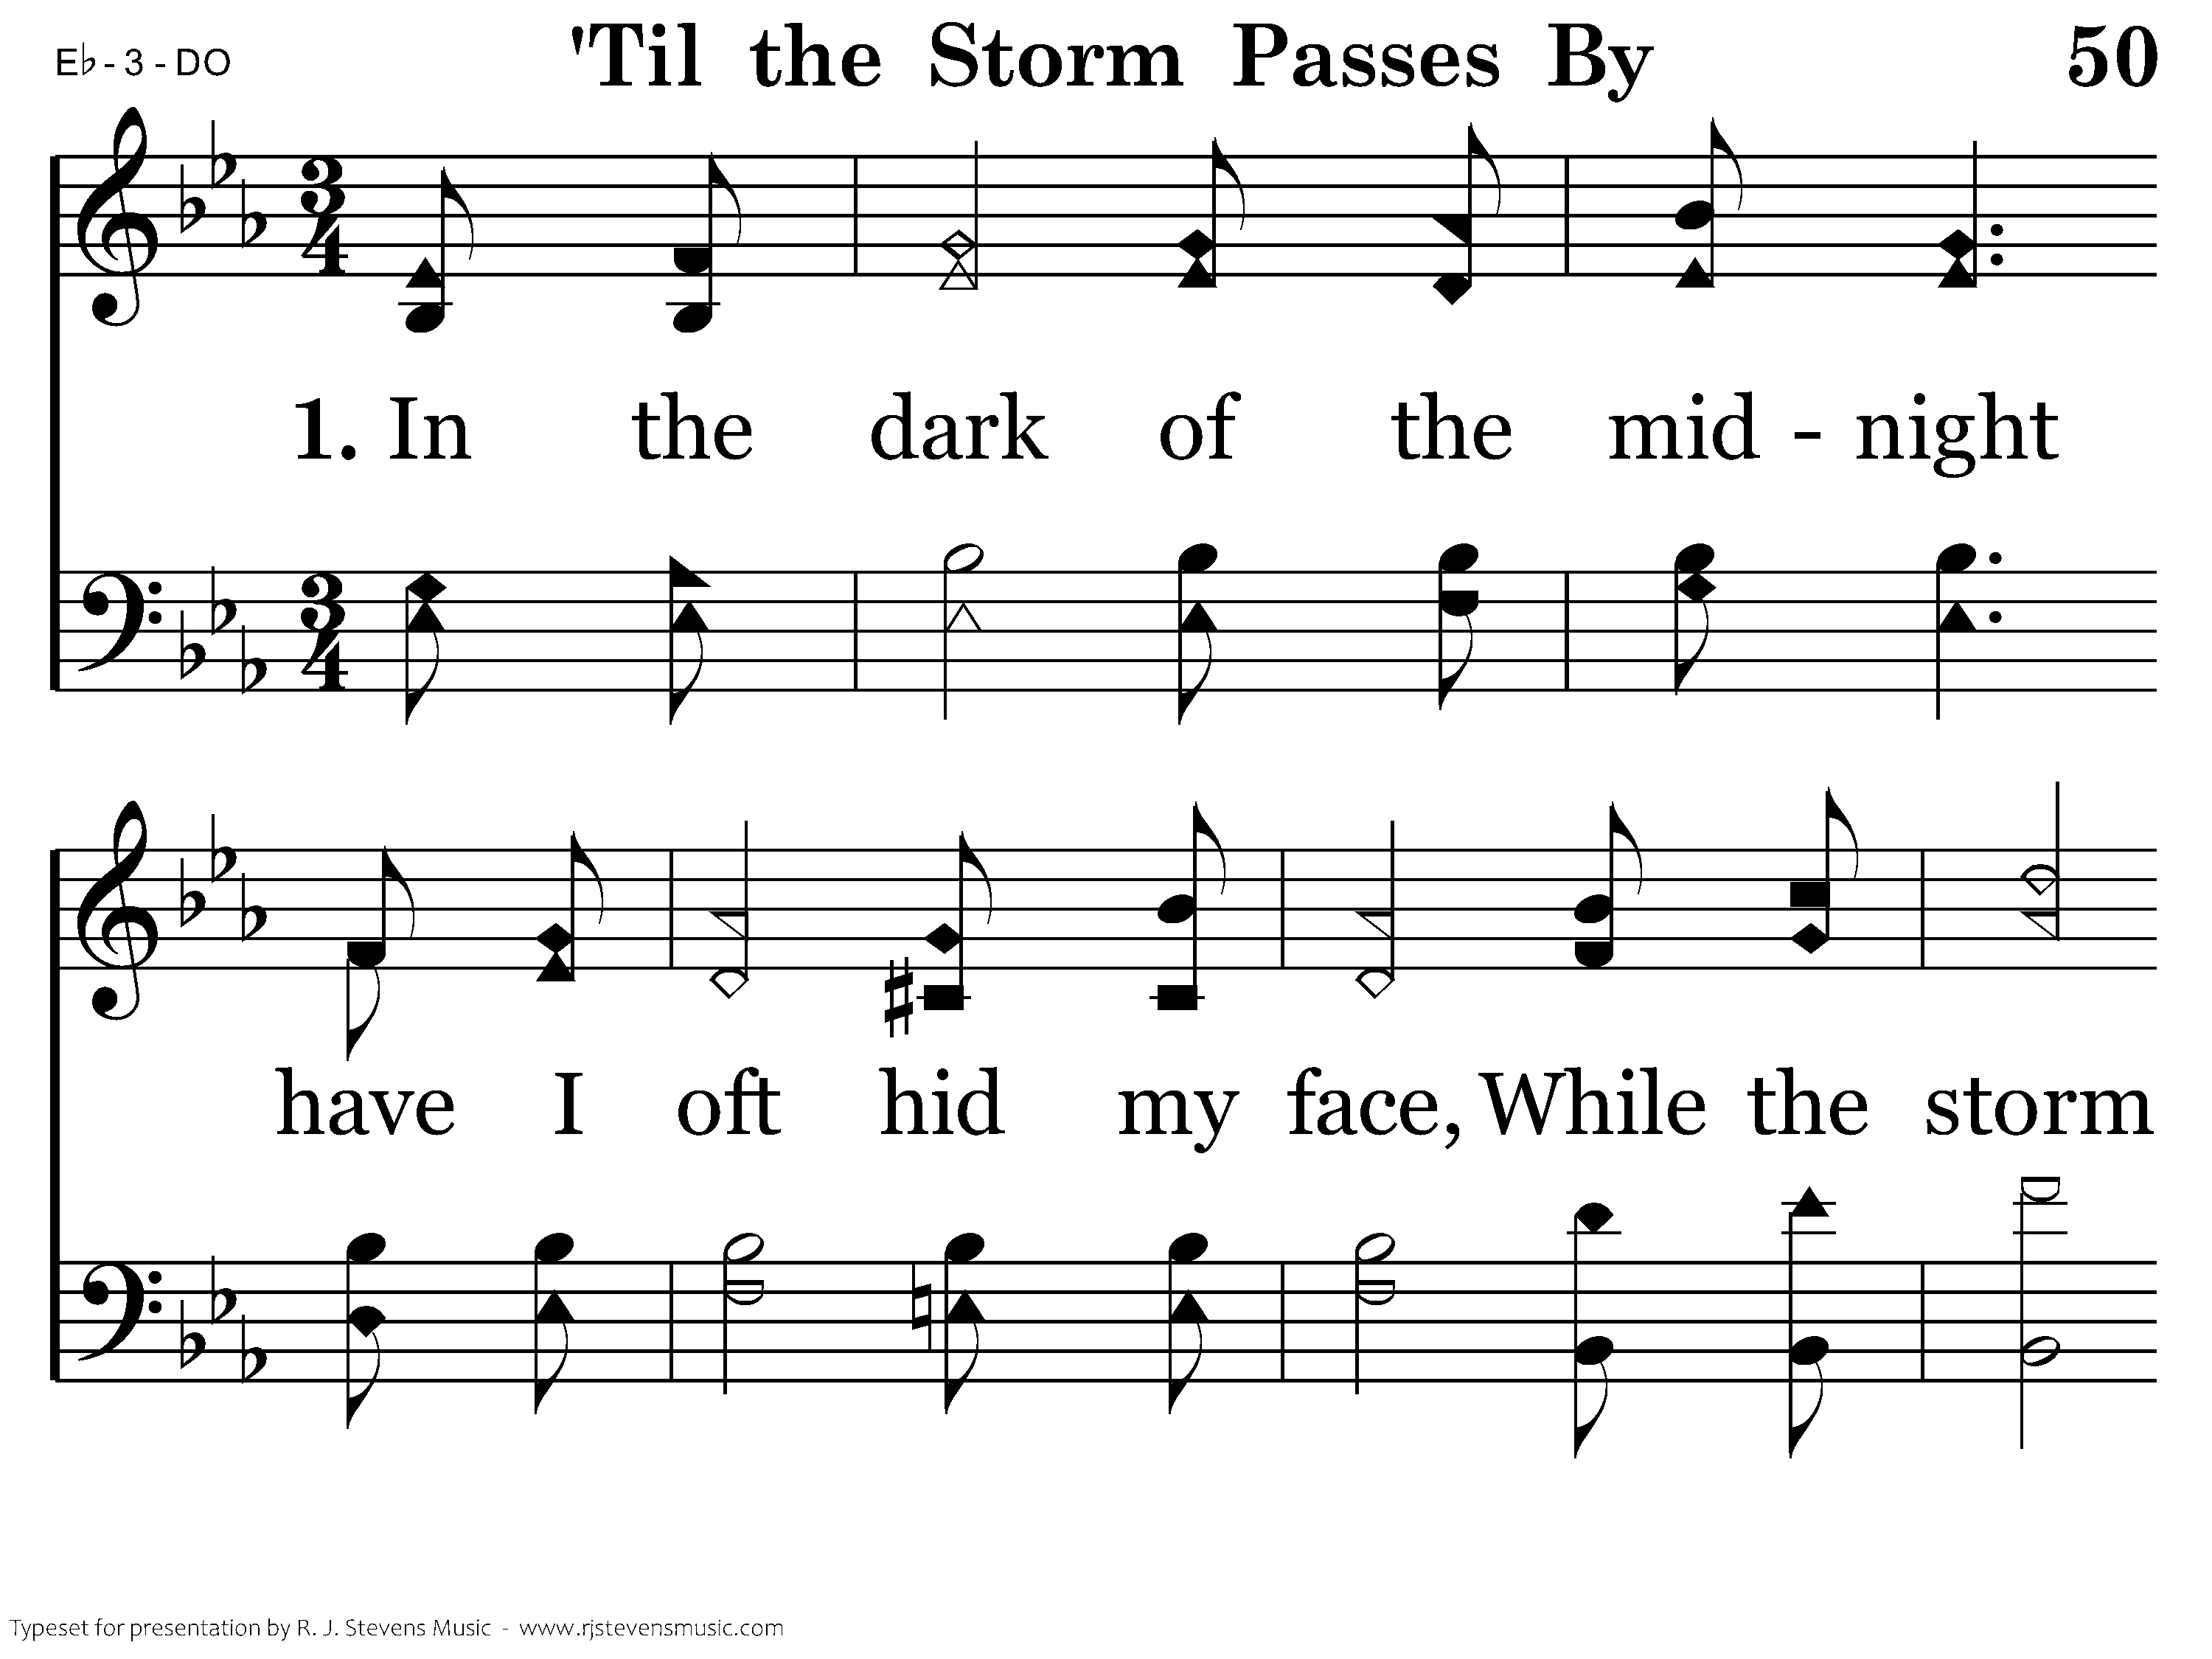 E♭ - 3 - DO 'Til the Storm Passes By 50
1. In the dark of the mid - night
have I oft hid my face, While the storm
Typeset for presentation by R. J. Stevens Music - www.rjstevensmusic.com